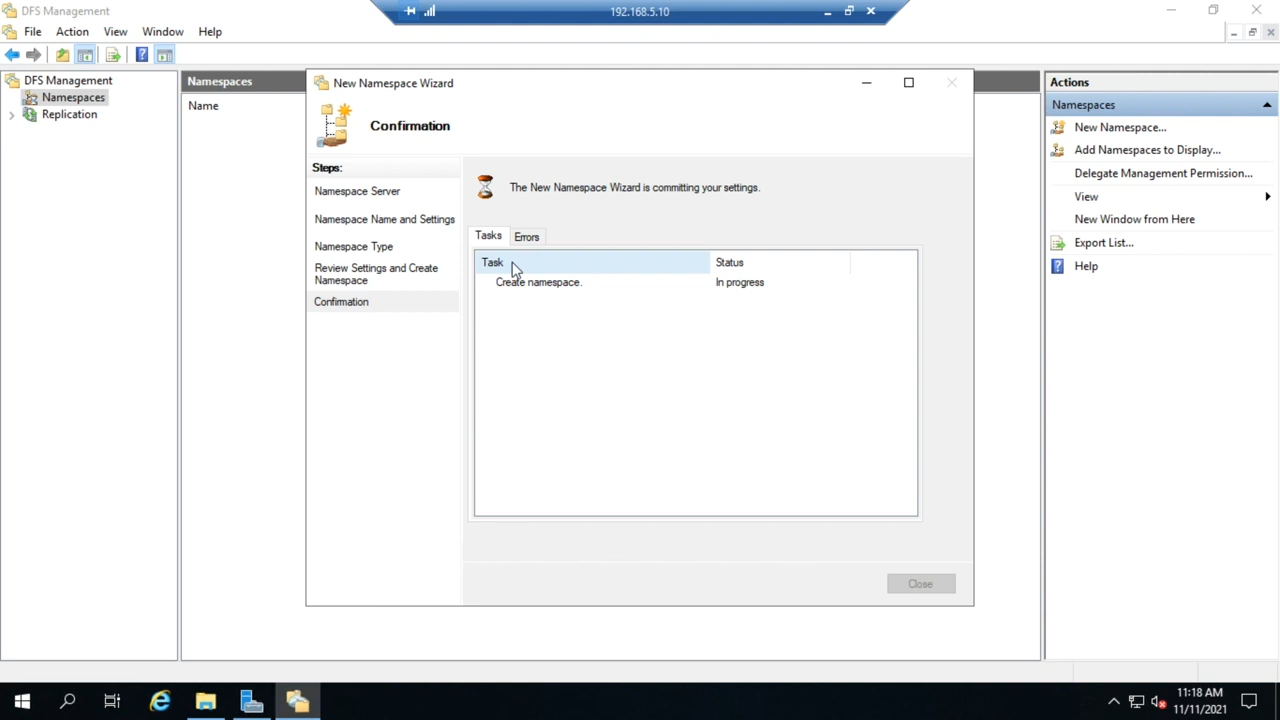 DFS Management
192.168.5.10
File Action View Window Help
DFS Management
Namespaces
Replication
Namespaces
Name
New Namespace Wizard
Confirmation
Steps:
Namespace Server
Namespace Name and Settings
Namespace Type
Review Settings and Create
Namespace
Confirmation
The New Namespace Wizard is committing your settings.
Tasks Errors
Task Status
Create namespace. In progress
Close
Actions
Namespaces
New Namespace...
Add Namespaces to Display...
Delegate Management Permission...
View
New Window from Here
Export List...
Help
11:18 AM
11/11/2021